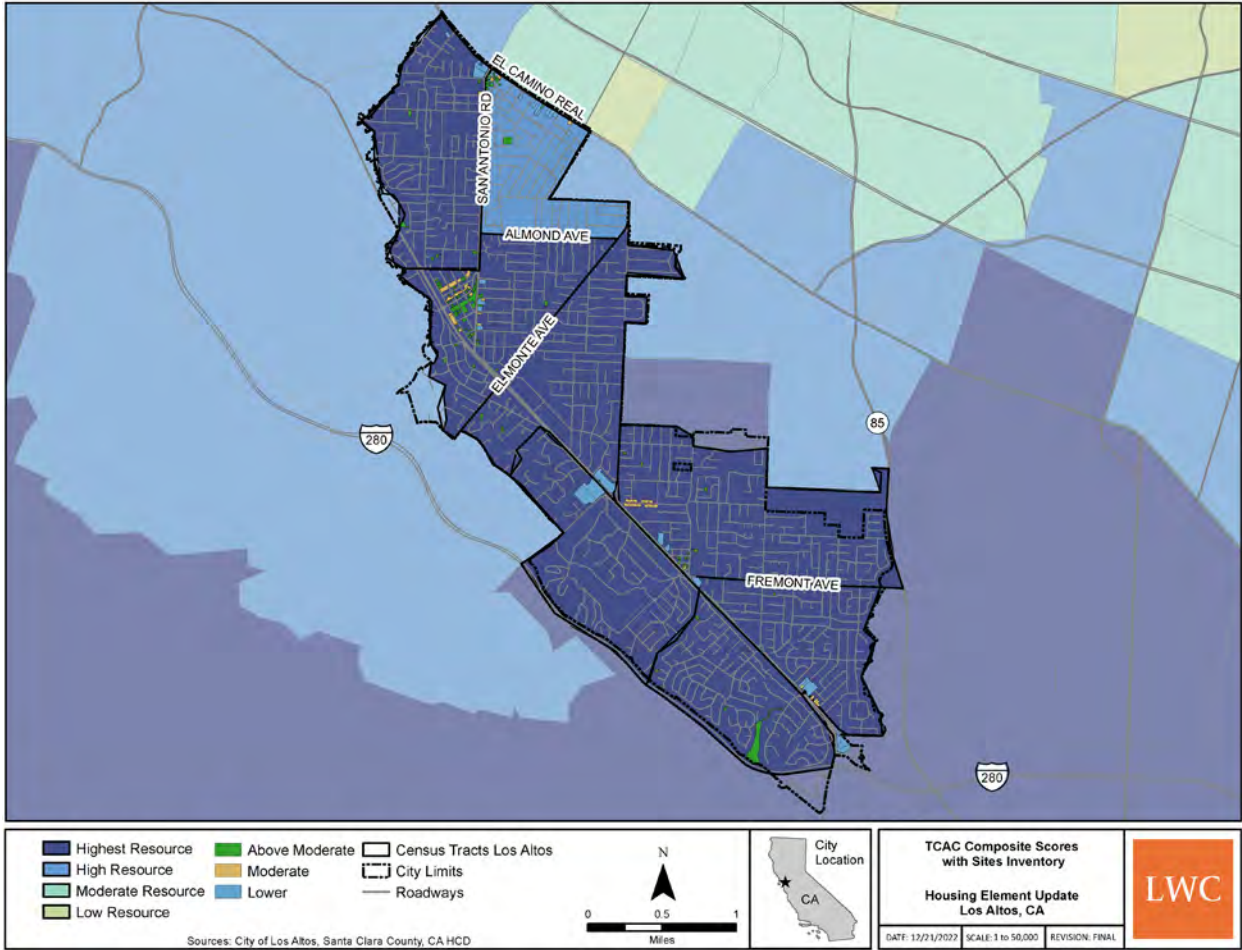 EL CAMINO REAL
SAN ANTONIO RD
ALMOND AVE
EL MONTE AVE
280
85
FREMONT AVE
280
Highest Resource
High Resource
Moderate Resource
Low Resource
Above Moderate
Moderate
Lower
Census Tracts Los Altos
City Limits
Roadways
Sources: City of Los Altos, Santa Clara County, CA HCD
N
0 0.5 1
Miles
City
Location
CA
TCAC Composite Scores
with Sites Inventory
Housing Element Update
Los Altos, CA
DATE: 12/21/2022 SCALE: 1 to 50,000 REVISION: FINAL
LWC